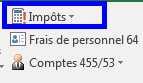 Impôts
Frais de personnel 64
Comptes 455/53